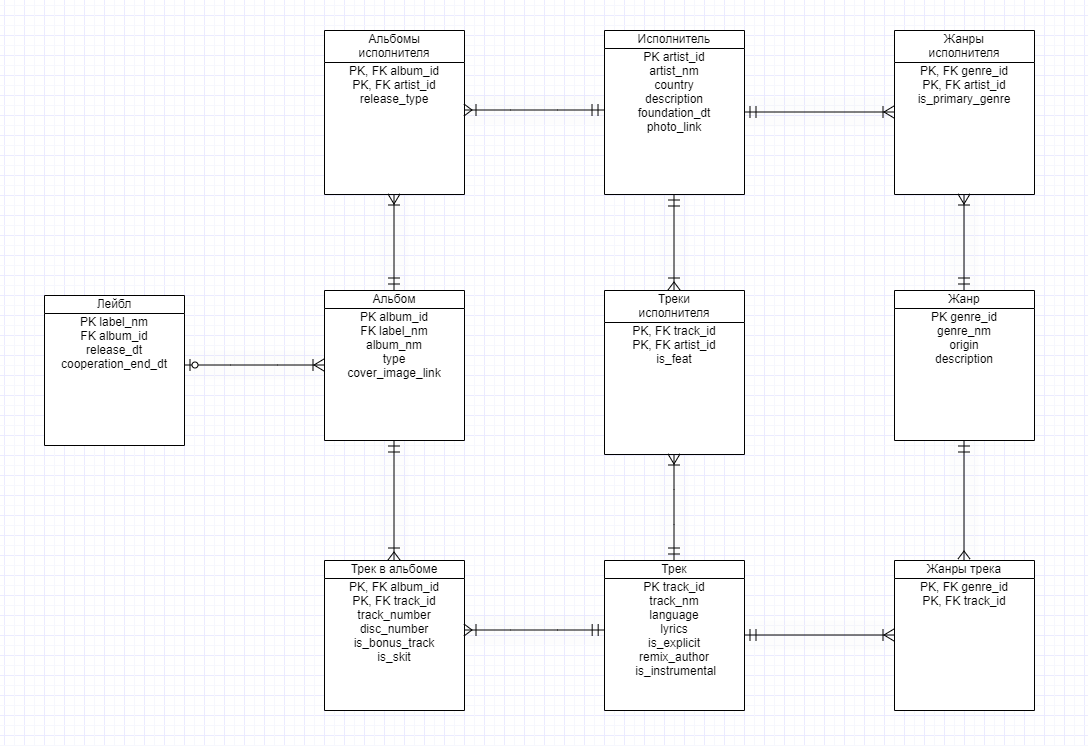 Альбомы
исполнителя
PK, FK album_id
PK, FK artist_id
release_type
Исполнитель
PK artist_id
artist_nm
country
description
foundation_dt
photo_link
Жанры
исполнителя
PK, FK genre_id
PK, FK artist_id
is_primary_genre
Лейбл
PK label_nm
FK album_id
release_dt
cooperation_end_dt
Альбом
PK album_id
FK label_nm
album_nm
type
cover_image_link
Треки
исполнителя
PK, FK track_id
PK, FK artist_id
is_feat
Жанр
PK genre_id
genre_nm
origin
description
Трек в альбоме
PK, FK album_id
PK, FK track_id
track_number
disc_number
is_bonus_track
is_skit
Трек
PK track_id
track_nm
language
lyrics
is_explicit
remix_author
is_instrumental
Жанры трека
PK, FK genre_id
PK, FK track_id